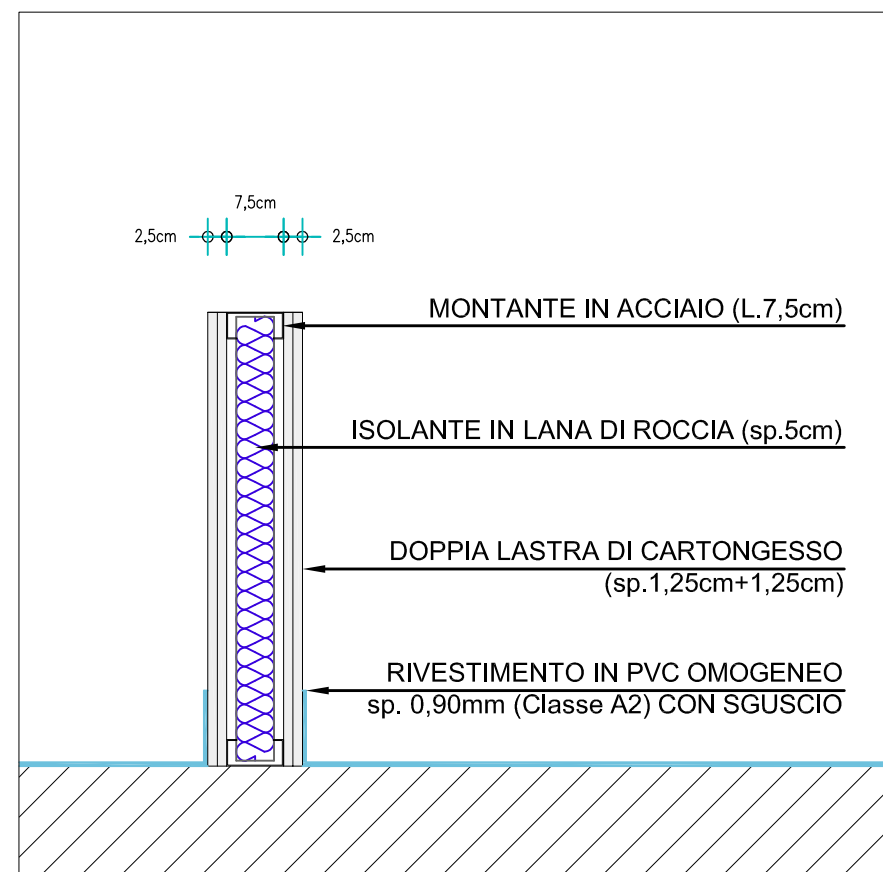 7,5cm
2,5cm
2,5cm
MONTANTE IN ACCIAIO (L.7,5cm)
ISOLANTE IN LANA DI ROCCIA (sp.5cm)
DOPPIA LASTRA DI CARTONGESSO
(sp.1,25cm+1,25cm)
RIVESTIMENTO IN PVC OMOGENEO
sp. 0,90mm (Classe A2) CON SGUSCIO